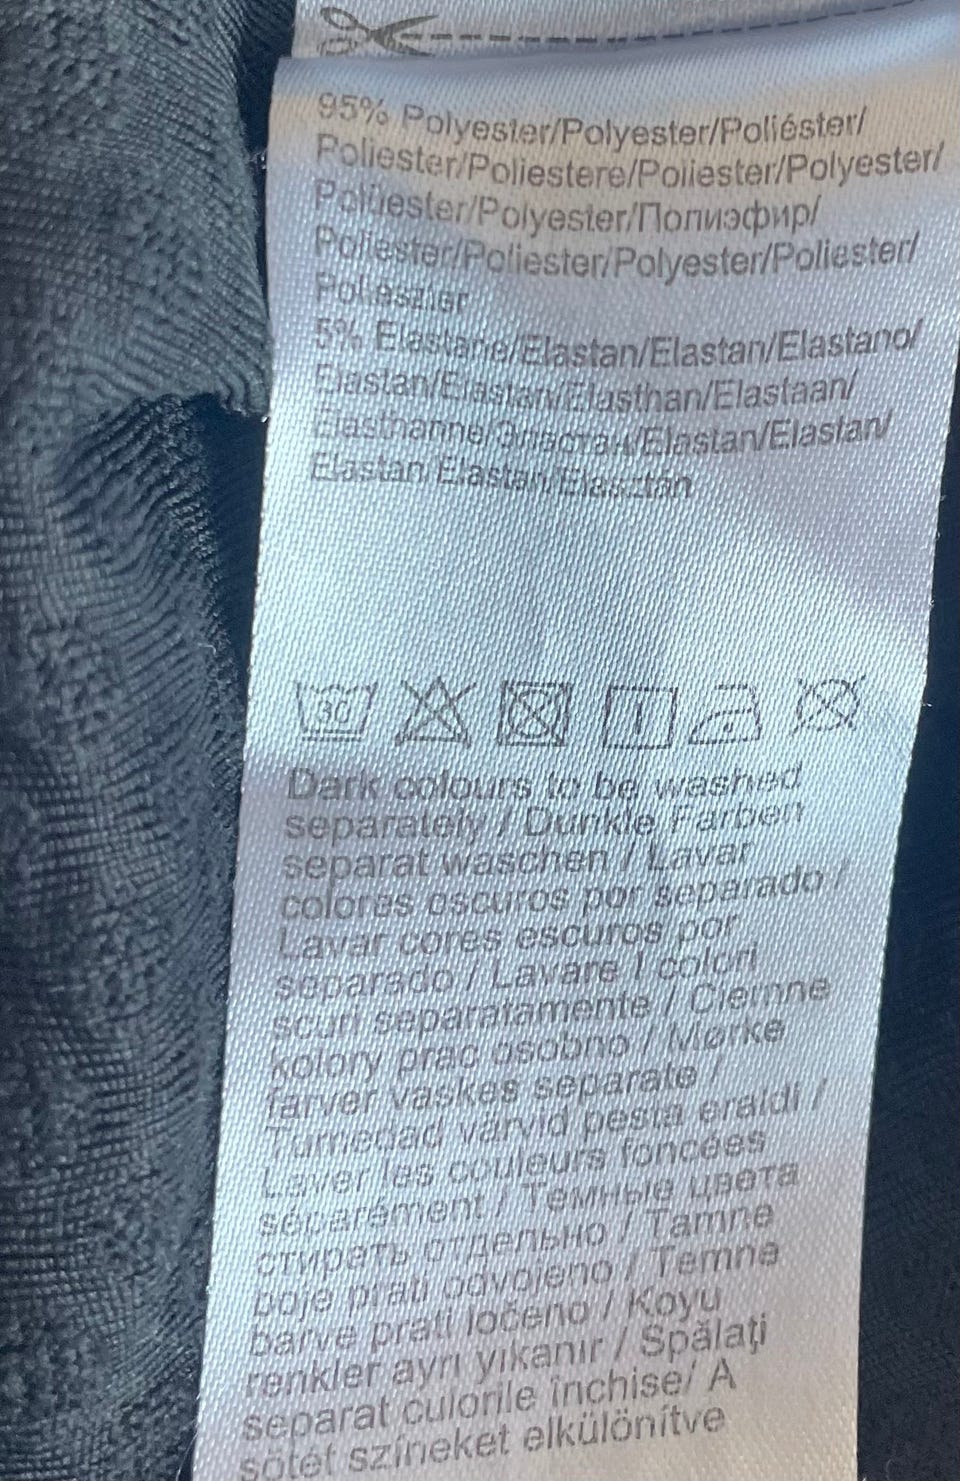 95% Polyester/Polyester/Poliéster/
Poliester/Poliestere/Poliester/Polyester/
Polüester/Polyester/Полиэфир/
Poliester/Poliester/Polyester/Poliester/
Poliészter
5% Elastane/Elastan/Elastan/Elastano/
Elastan/Elastan/Elasthan/Elastaan/
Elasthanne/Эластан/Elastan/Elastan/
Elastan/Elastan/Elasztán
30
Dark colours to be washed
separately / Dunkle Farben
separat waschen / Lavar
colores oscuros por separado /
Lavar cores escuros por
separado / Lavare I colori
scuri separatamente / Ciemne
kolory prac osobno / Mørke
farver vaskes separate /
Tumedad värvid pesta eraldi /
Laver les couleurs foncées
séparément / Темные цвета
стирать отдельно / Tamne
boje prati odvojeno / Temne
barve prati ločeno / Koyu
renkler ayrı yıkanır / Spălaţi
separat culorile închise/ A
sötét színeket elkülönítve